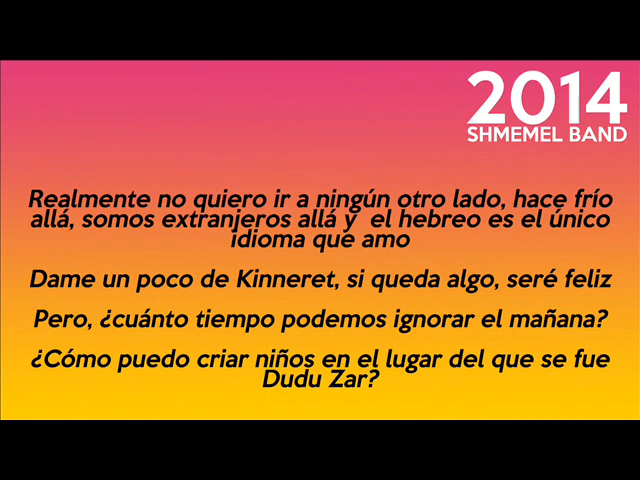 2014
SHMEMEL BAND
Realmente no quiero ir a ningún otro lado, hace frío
allá, somos extranjeros allá y el hebreo es el único
idioma que amo
Dame un poco de Kinneret, si queda algo, seré feliz
Pero, ¿cuánto tiempo podemos ignorar el mañana?
¿Cómo puedo criar niños en el lugar del que se fue
Dudu Zar?